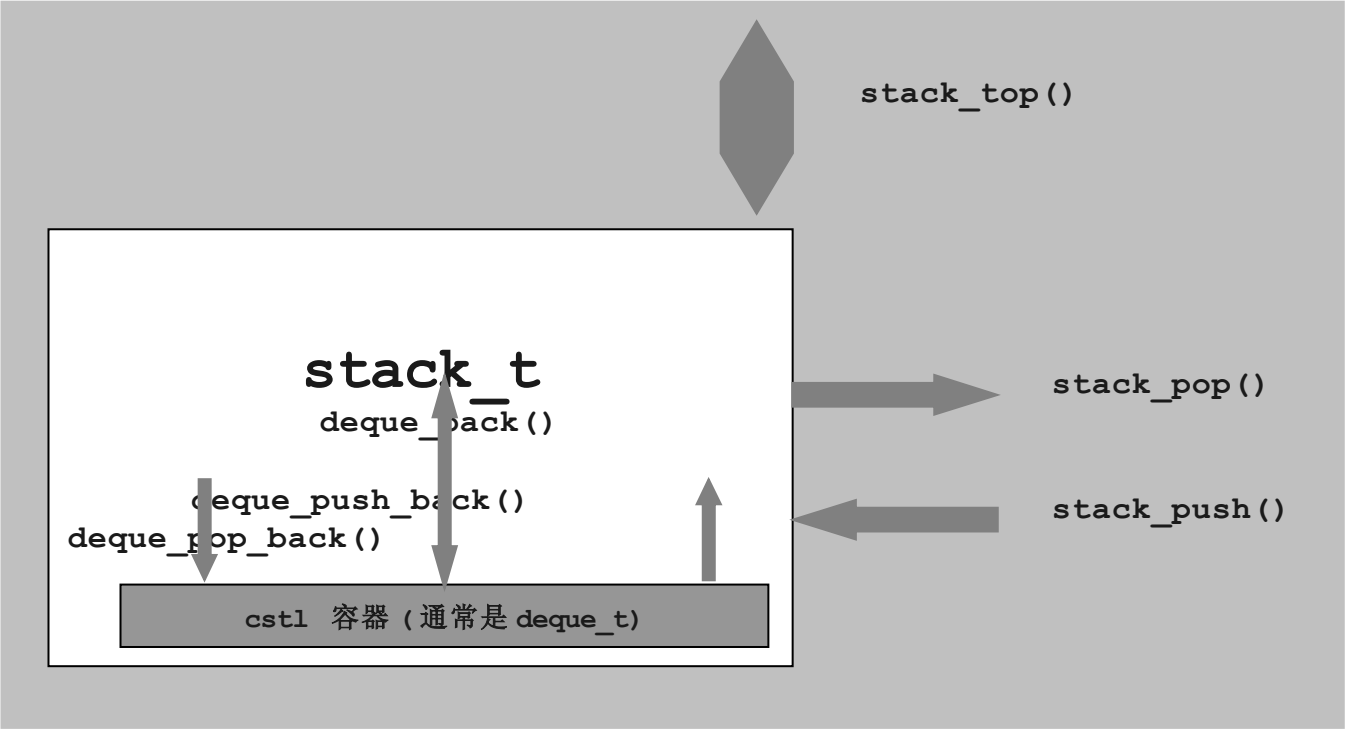 stack_top()
stack_t
stack_pop()
deque_back()
deque_push_back()
stack_push()
deque_pop_back()
cstl 容器 (通常是 deque_t)